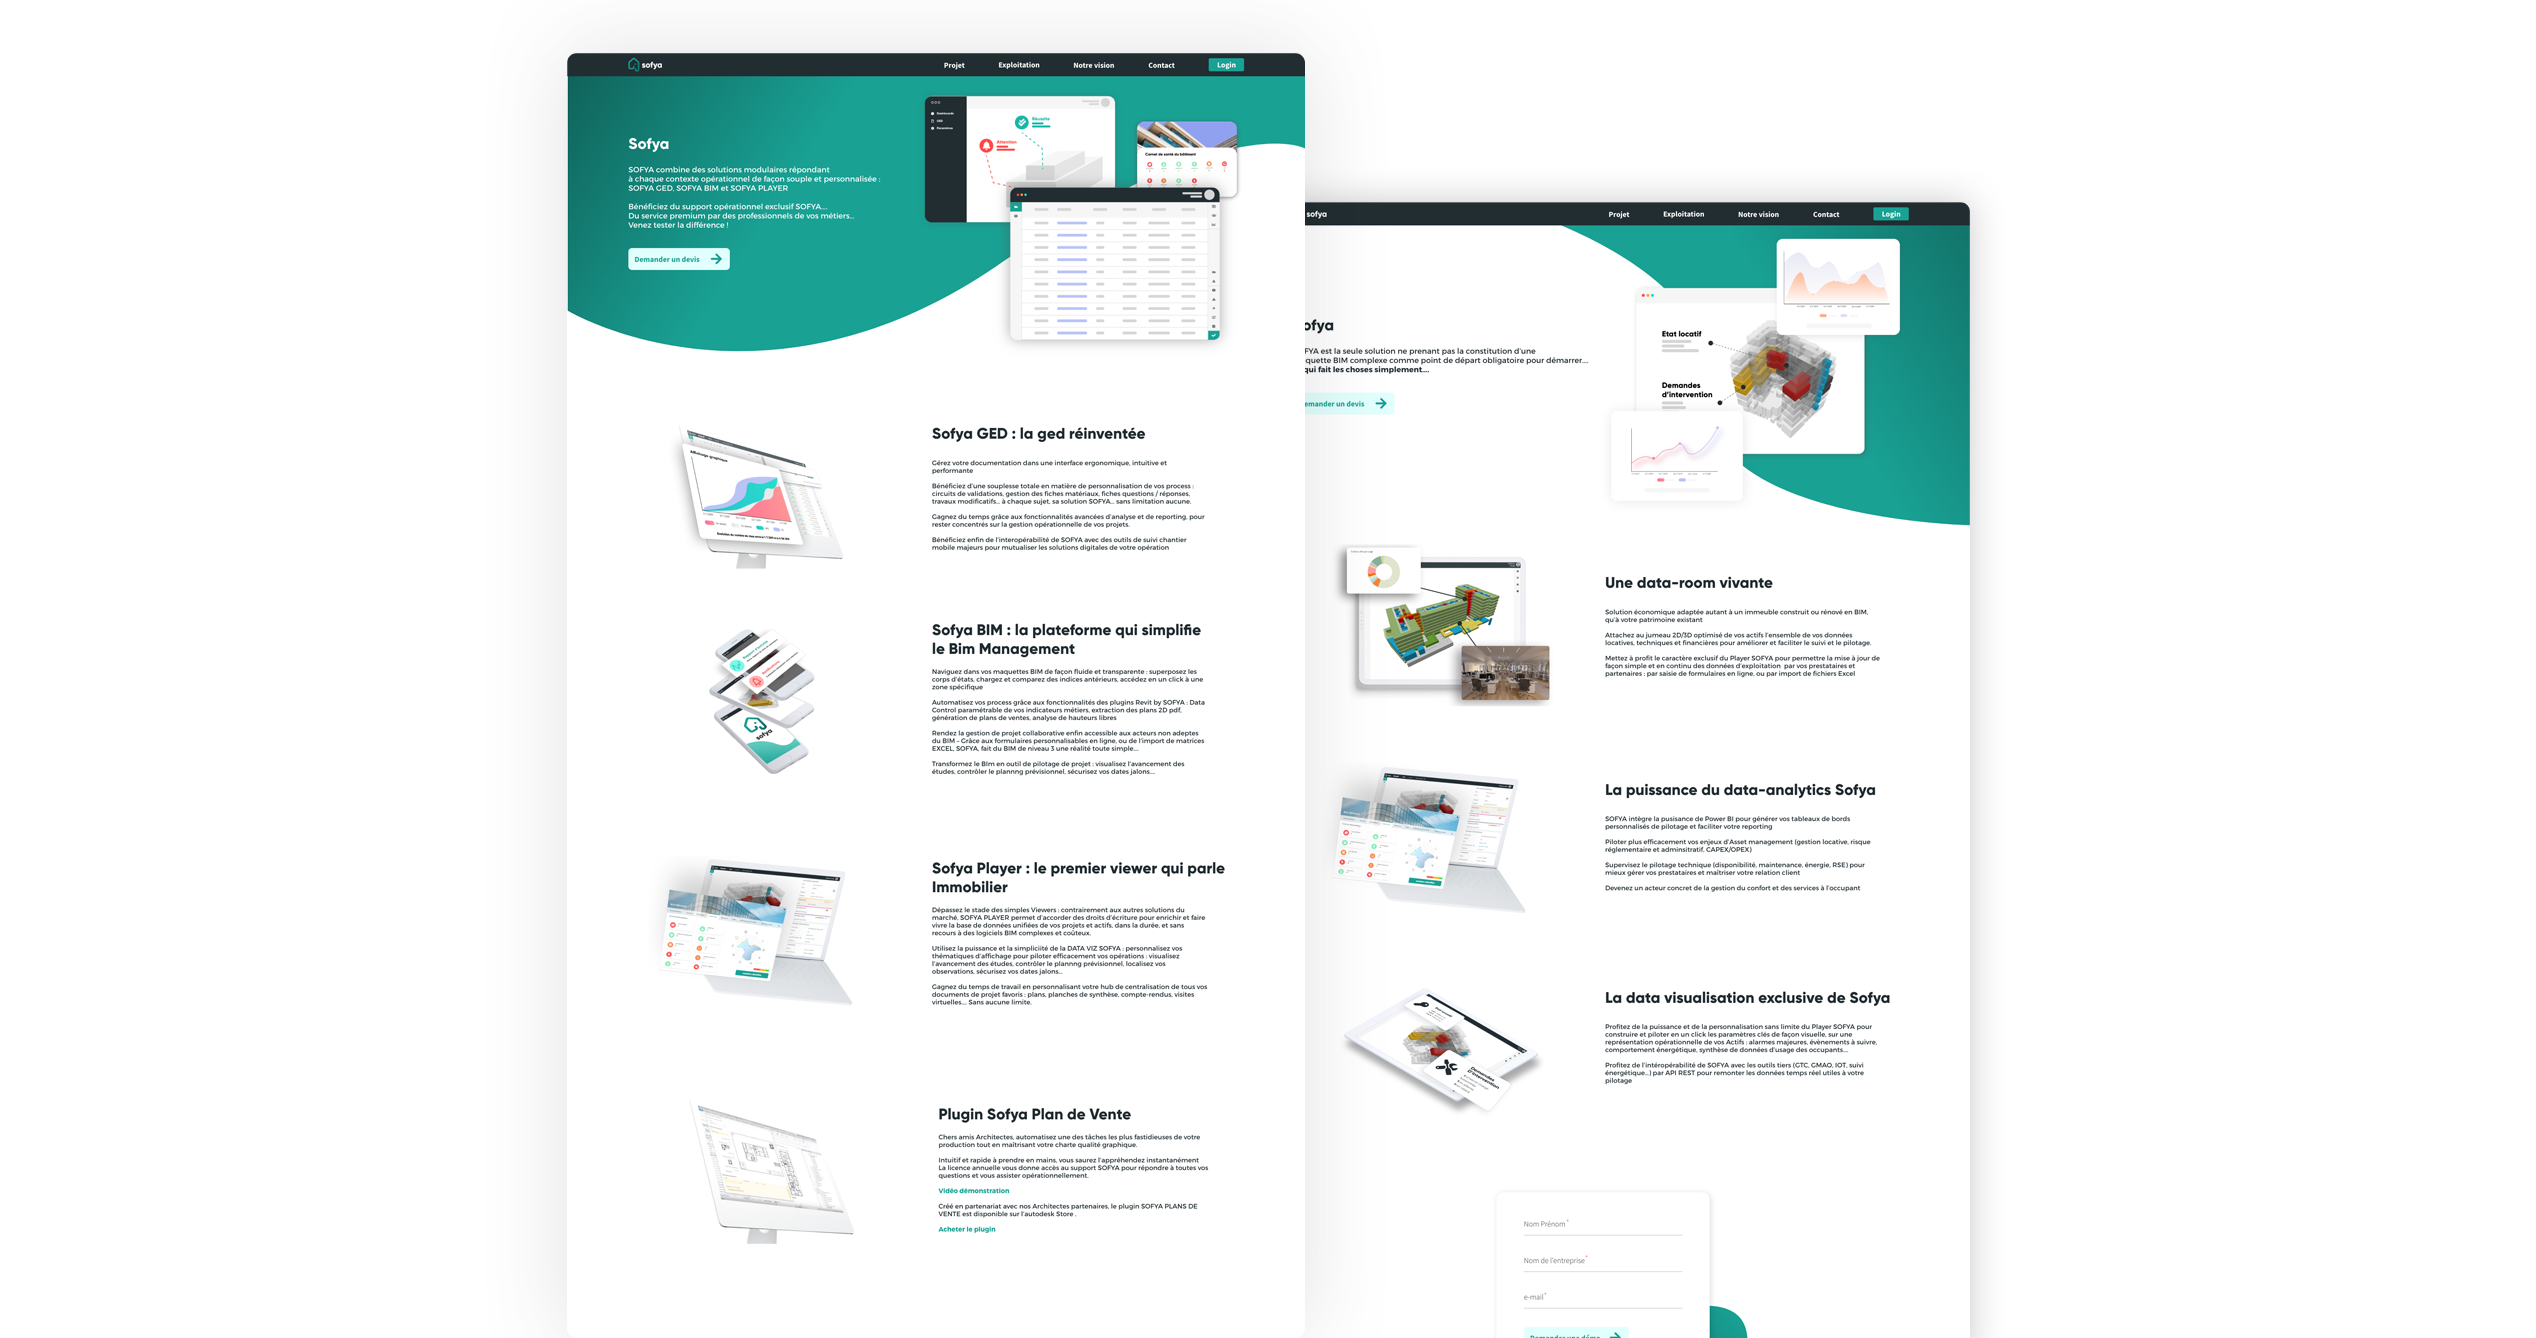 sofya
Projet
Exploitation
Notre vision
Contact
Login
Sofya
SOFYA combine des solutions modulaires répondant
à chaque contexte opérationnel de façon souple et personnalisée :
SOFYA GED, SOFYA BIM et SOFYA PLAYER
Bénéficiez du support opérationnel exclusif SOFYA....
Du service premium par des professionnels de vos métiers...
Venez tester la différence !
Demander un devis
Dashboards
GED
Paramètres
Réussite
Attention
Carnet de santé du bâtiment
Affichage graphique
Sofya GED : la ged réinventée
Gérez votre documentation dans une interface ergonomique, intuitive et
performante
Bénéficiez d'une souplesse totale en matière de personnalisation de vos process :
circuits de validations, gestion des fiches matériaux, fiches questions / réponses,
travaux modificatifs... à chaque sujet, sa solution SOFYA... sans limitation aucune.
Gagnez du temps grâce aux fonctionnalités avancées d'analyse et de reporting, pour
rester concentrés sur la gestion opérationnelle de vos projets.
Bénéficiez enfin de l'interopérabilité de SOFYA avec des outils de suivi chantier
mobile majeurs pour mutualiser les solutions digitales de votre opération
sofya
Sofya BIM : la plateforme qui simplifie
le Bim Management
Naviguez dans vos maquettes BIM de façon fluide et transparente : superposez les
corps d'états, chargez et comparez des indices antérieurs, accédez en un click à une
zone spécifique
Automatisez vos process grâce aux fonctionnalités des plugins Revit by SOFYA : Data
Control paramétrable de vos indicateurs métiers, extraction des plans 2D pdf,
génération de plans de ventes, analyse de hauteurs libres
Rendez la gestion de projet collaborative enfin accessible aux acteurs non adeptes
du BIM – Grâce aux formulaires personnalisables en ligne, ou de l'import de matrices
EXCEL, SOFYA, fait du BIM de niveau 3 une réalité toute simple....
Transformez le BIm en outil de pilotage de projet : visualisez l'avancement des
études, contrôler le plannng prévisionnel, sécurisez vos dates jalons....
Sofya Player : le premier viewer qui parle
Immobilier
Dépassez le stade des simples Viewers : contrairement aux autres solutions du
marché, SOFYA PLAYER permet d'accorder des droits d'écriture pour enrichir et faire
vivre la base de données unifiées de vos projets et actifs, dans la durée, et sans
recours à des logiciels BIM complexes et coûteux.
Utilisez la puissance et la simpliciité de la DATA VIZ SOFYA : personnalisez vos
thématiques d'affichage pour piloter efficacement vos opérations : visualisez
l'avancement des études, contrôler le plannng prévisionnel, localisez vos
observations, sécurisez vos dates jalons...
Gagnez du temps de travail en personnalisant votre hub de centralisation de tous vos
documents de projet favoris : plans, planches de synthèse, compte-rendus, visites
virtuelles.... Sans aucune limite.
Plugin Sofya Plan de Vente
Chers amis Architectes, automatisez une des tâches les plus fastidieuses de votre
production tout en maîtrisant votre charte qualité graphique.
Intuitif et rapide à prendre en mains, vous saurez l'appréhendez instantanément
La licence annuelle vous donne accès au support SOFYA pour répondre à toutes vos
questions et vous assister opérationnellement.
Vidéo démonstration
Créé en partenariat avec nos Architectes partenaires, le plugin SOFYA PLANS DE
VENTE est disponible sur l'autodesk Store .
Acheter le plugin
sofya
Projet
Exploitation
Notre vision
Contact
Login
ofya
FYA est la seule solution ne prenant pas la constitution d'une
quette BIM complexe comme point de départ obligatoire pour démarrer....
qui fait les choses simplement....
emander un devis
Etat locatif
Demandes
d'intervention
Une data-room vivante
Solution économique adaptée autant à un immeuble construit ou rénové en BIM,
qu'à votre patrimoine existant
Attachez au jumeau 2D/3D optimisé de vos actifs l'ensemble de vos données
locatives, techniques et financières pour améliorer et faciliter le suivi et le pilotage.
Mettez à profit le caractère exclusif du Player SOFYA pour permettre la mise à jour de
façon simple et en continu des données d'exploitation par vos prestataires et
partenaires : par saisie de formulaires en ligne, ou par import de fichiers Excel
La puissance du data-analytics Sofya
SOFYA intègre la puisance de Power BI pour générer vos tableaux de bords
personnalisés de pilotage et faciliter votre reporting
Piloter plus efficacement vos enjeux d'Asset management (gestion locative, risque
réglementaire et adminsitratif, CAPEX/OPEX)
Supervisez le pilotage technique (disponibilité, maintenance, énergie, RSE) pour
mieux gérer vos prestataires et maîtriser votre relation client
Devenez un acteur concret de la gestion du confort et des services à l'occupant
La data visualisation exclusive de Sofya
Profitez de la puissance et de la personnalisation sans limite du Player SOFYA pour
construire et piloter en un click les paramètres clés de façon visuelle, sur une
représentation opérationnelle de vos Actifs : alarmes majeures, évènements à suivre,
comportement énergétique, synthèse de données d'usage des occupants...
Profitez de l'intéropérabilité de SOFYA avec les outils tiers (GTC, GMAO, IOT, suivi
énergétique...) par API REST pour remonter les données temps réel utiles à votre
pilotage
Demandes
D'intervention
Nom Prénom *
Nom de l'entreprise *
e-mail *
Demander une démo